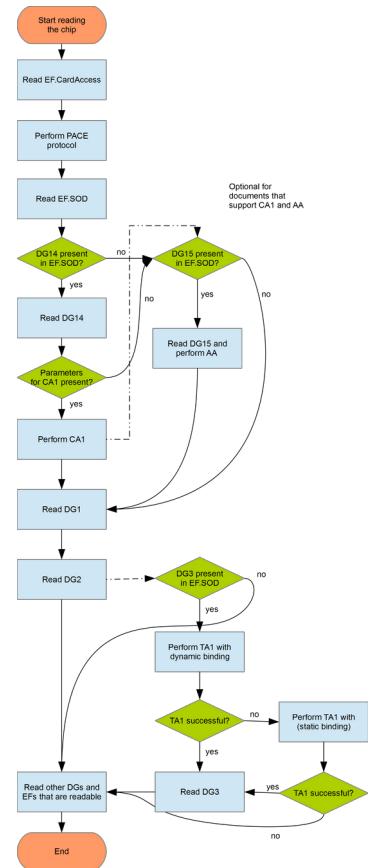 Start reading
the chip
Read EF.CardAccess
Perform PACE
protocol
Read EF.SOD
Optional for
documents that
support CA1 and AA
DG14 present
in EF.SOD?
no
DG15 present
in EF.SOD?
yes
no
yes
no
Read DG14
Read DG15 and
perform AA
Parameters
for CA1 present?
yes
Perform CA1
Read DG1
Read DG2
DG3 present
in EF.SOD
no
yes
Perform TA1 with
dynamic binding
TA1 successful?
no
Perform TA1 with
(static binding)
yes
Read other DGs and
EFs that are readable
Read DG3
yes
TA1 successful?
no
End